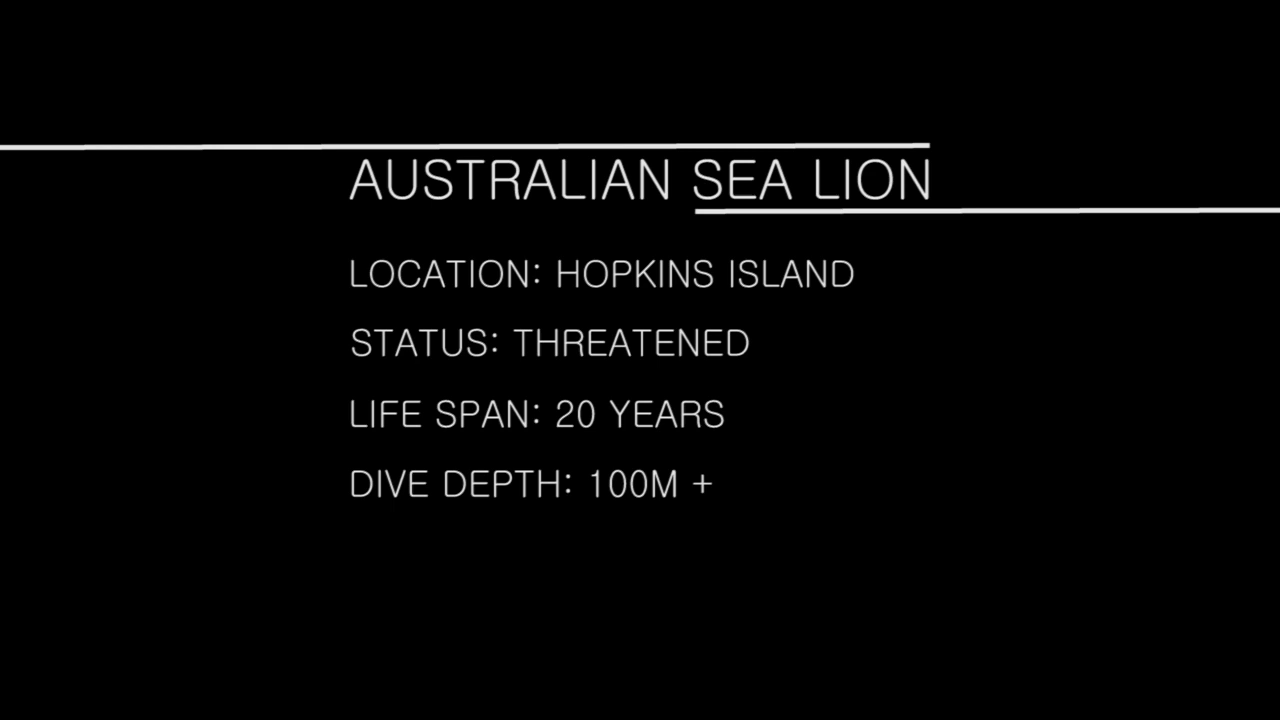 AUSTRALIAN SEA LION
LOCATION: HOPKINS ISLAND
STATUS: THREATENED
LIFE SPAN: 20 YEARS
DIVE DEPTH: 100M +